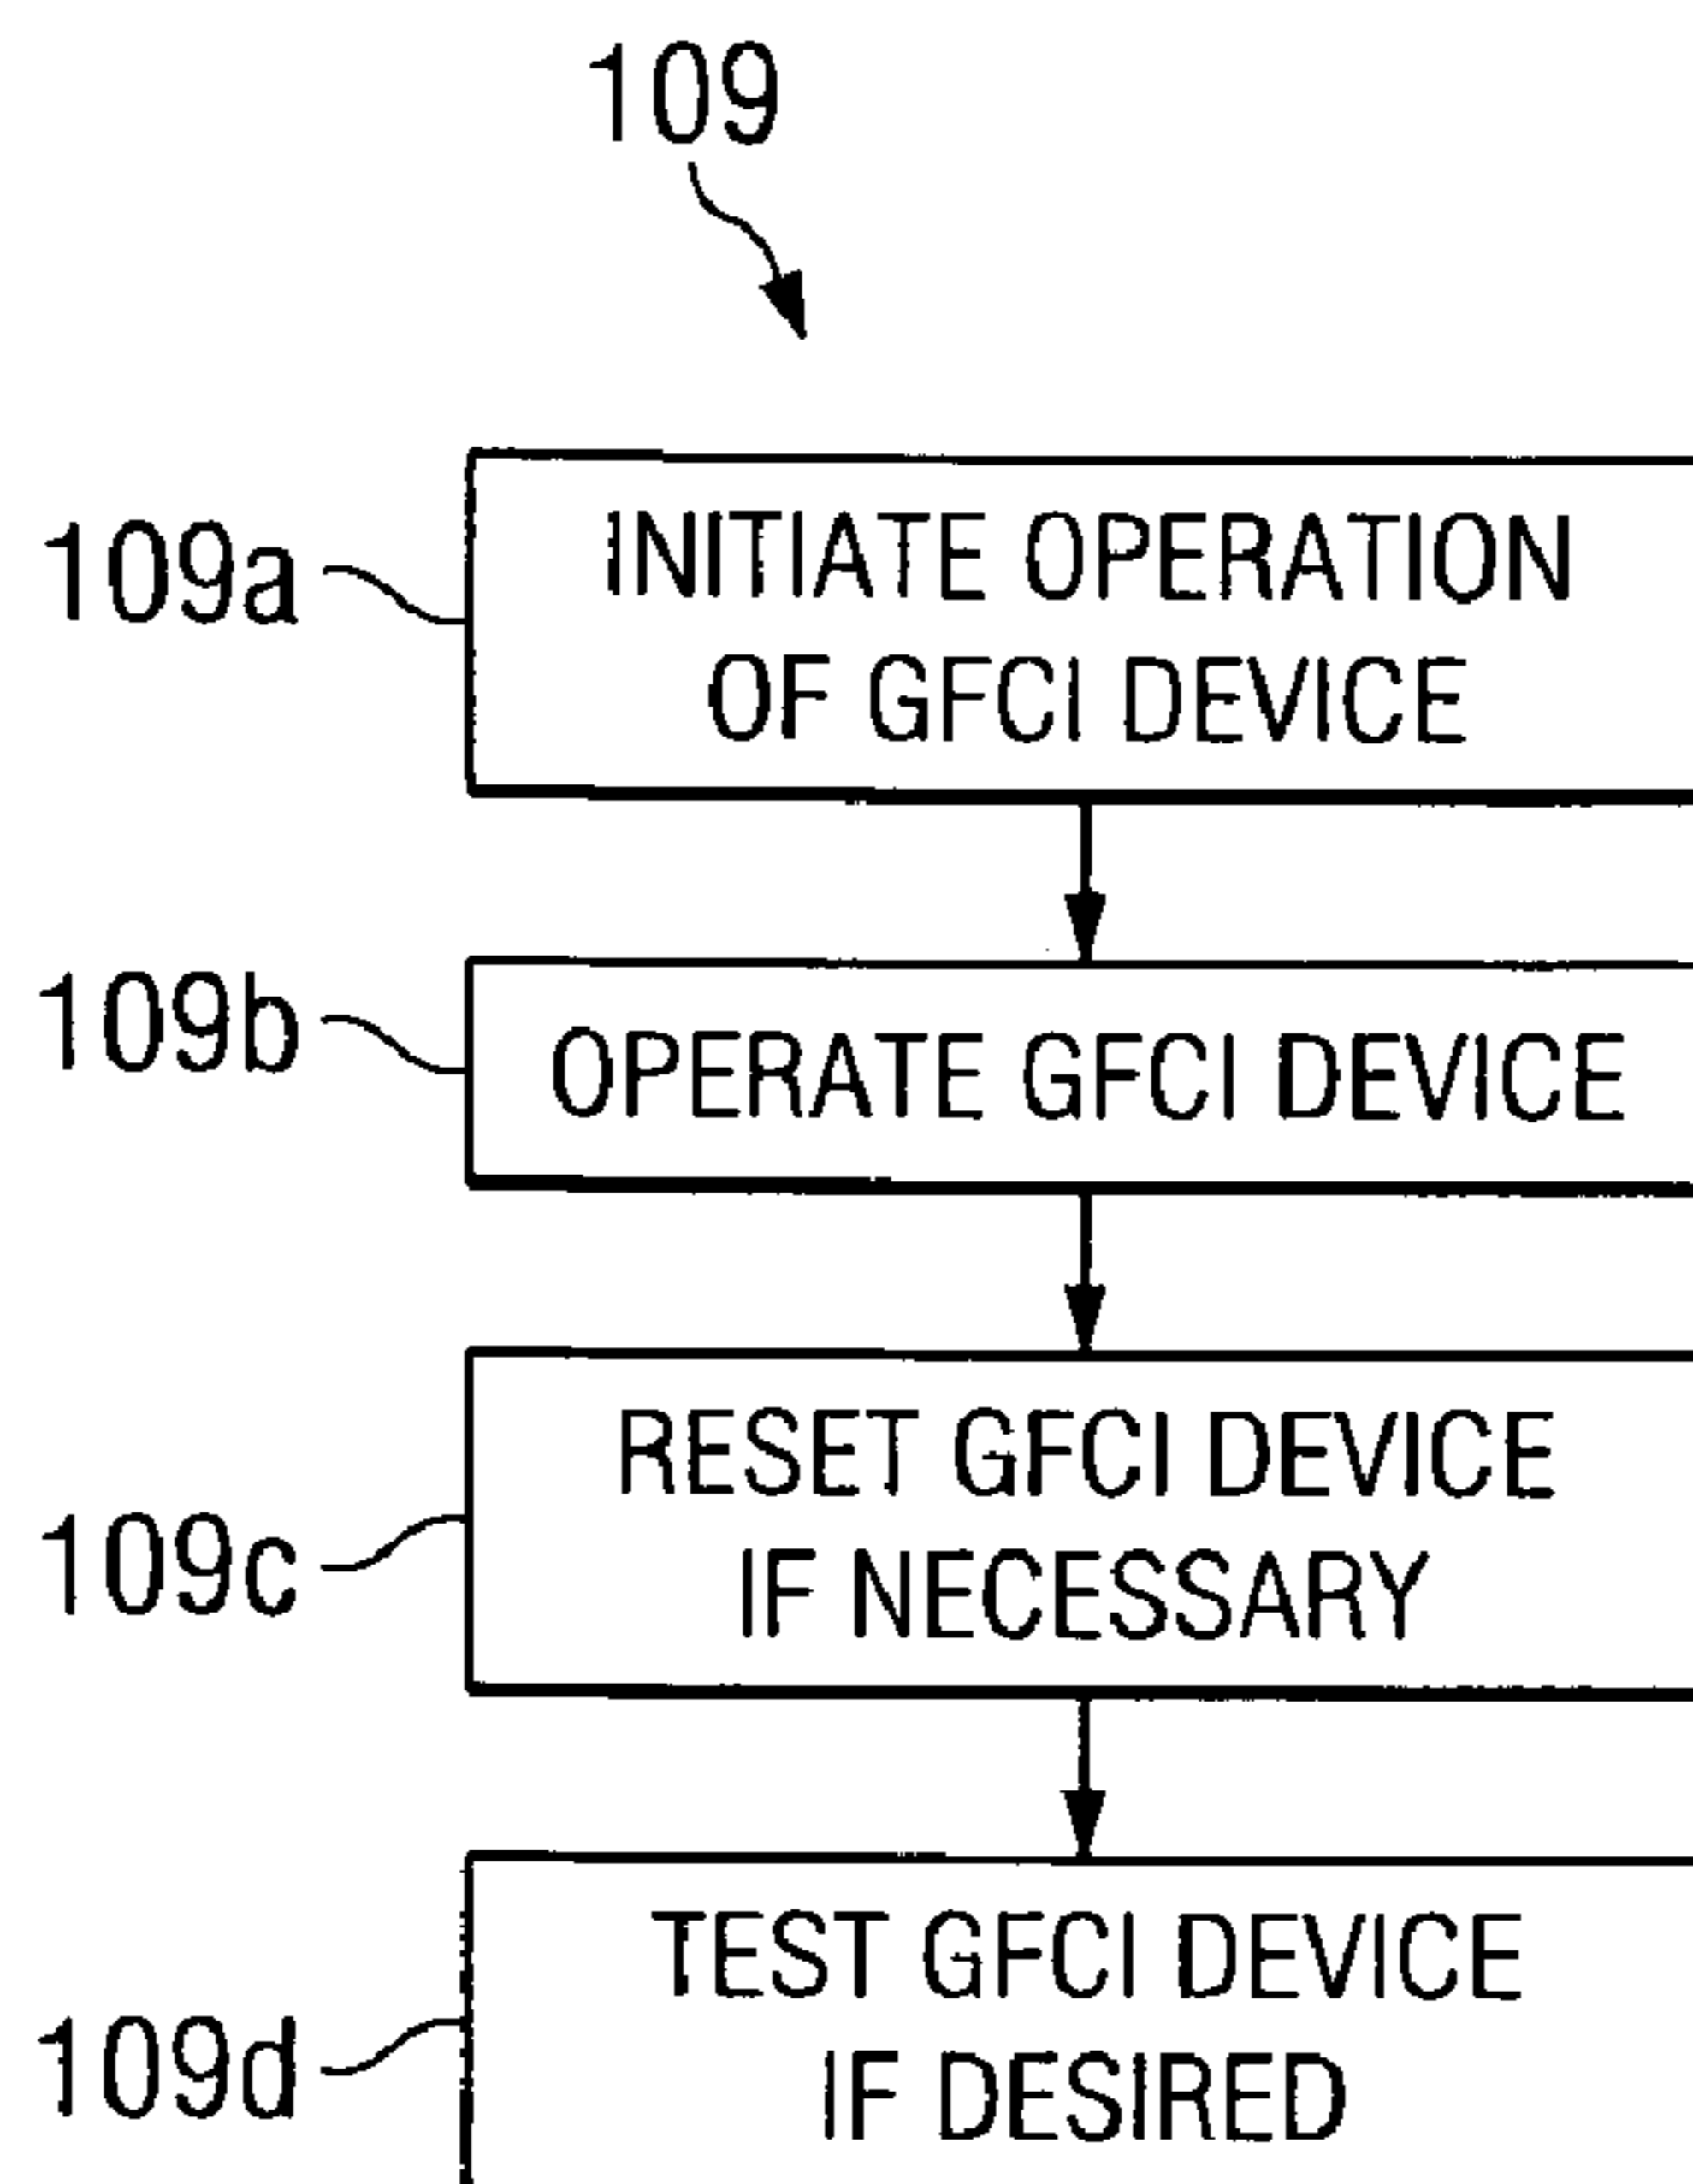 109
109a
INITIATE OPERATION
OF GFCI DEVICE
109b
OPERATE GFCI DEVICE
109c
RESET GFCI DEVICE
IF NECESSARY
109d
TEST GFCI DEVICE
IF DESIRED